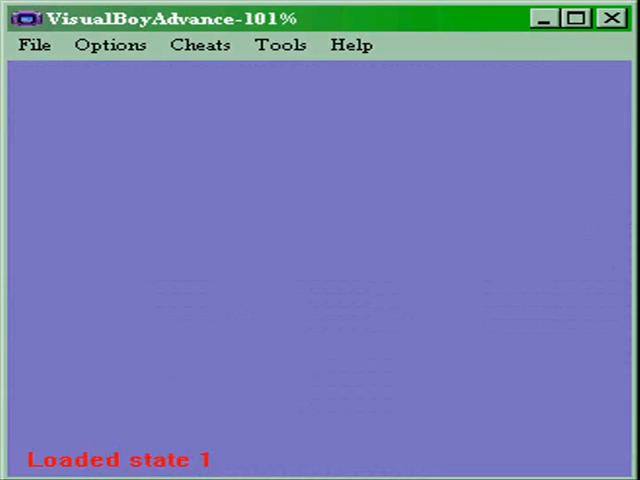 VisualBoyAdvance-101%
File Options Cheats Tools Help
Loaded state 1